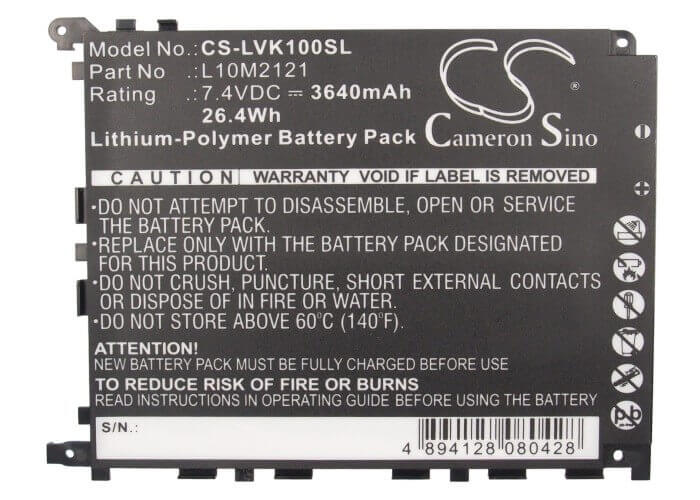 Model No.: CS-LVK100SL
Part No : L10M2121
Rating : 7.4VDC ⎓ 3640mAh
26.4Wh
Lithium-Polymer Battery Pack
CS
Cameron Sino
®
CAUTION WARRANTY VOID IF LABEL IS REMOVED
•DO NOT ATTEMPT TO DISASSEMBLE, OPEN OR SERVICE
THE BATTERY PACK.
•REPLACE ONLY WITH THE BATTERY PACK DESIGNATED
FOR THIS EQUIPMENT.
•DO NOT CRUSH, PUNCTURE, SHORT EXTERNAL CONTACTS
OR DISPOSE OF IN FIRE OR WATER.
•DO NOT STORE ABOVE 60°C (140°F).
ATTENTION:
NEW BATTERY PACK MUST BE FULLY CHARGED BEFORE USE
TO REDUCE RISK OF FIRE OR BURNS
READ INSTRUCTIONS IN OPERATING GUIDE BEFORE USING THE BATTERY
pb
S/N.:
4 894128 080428